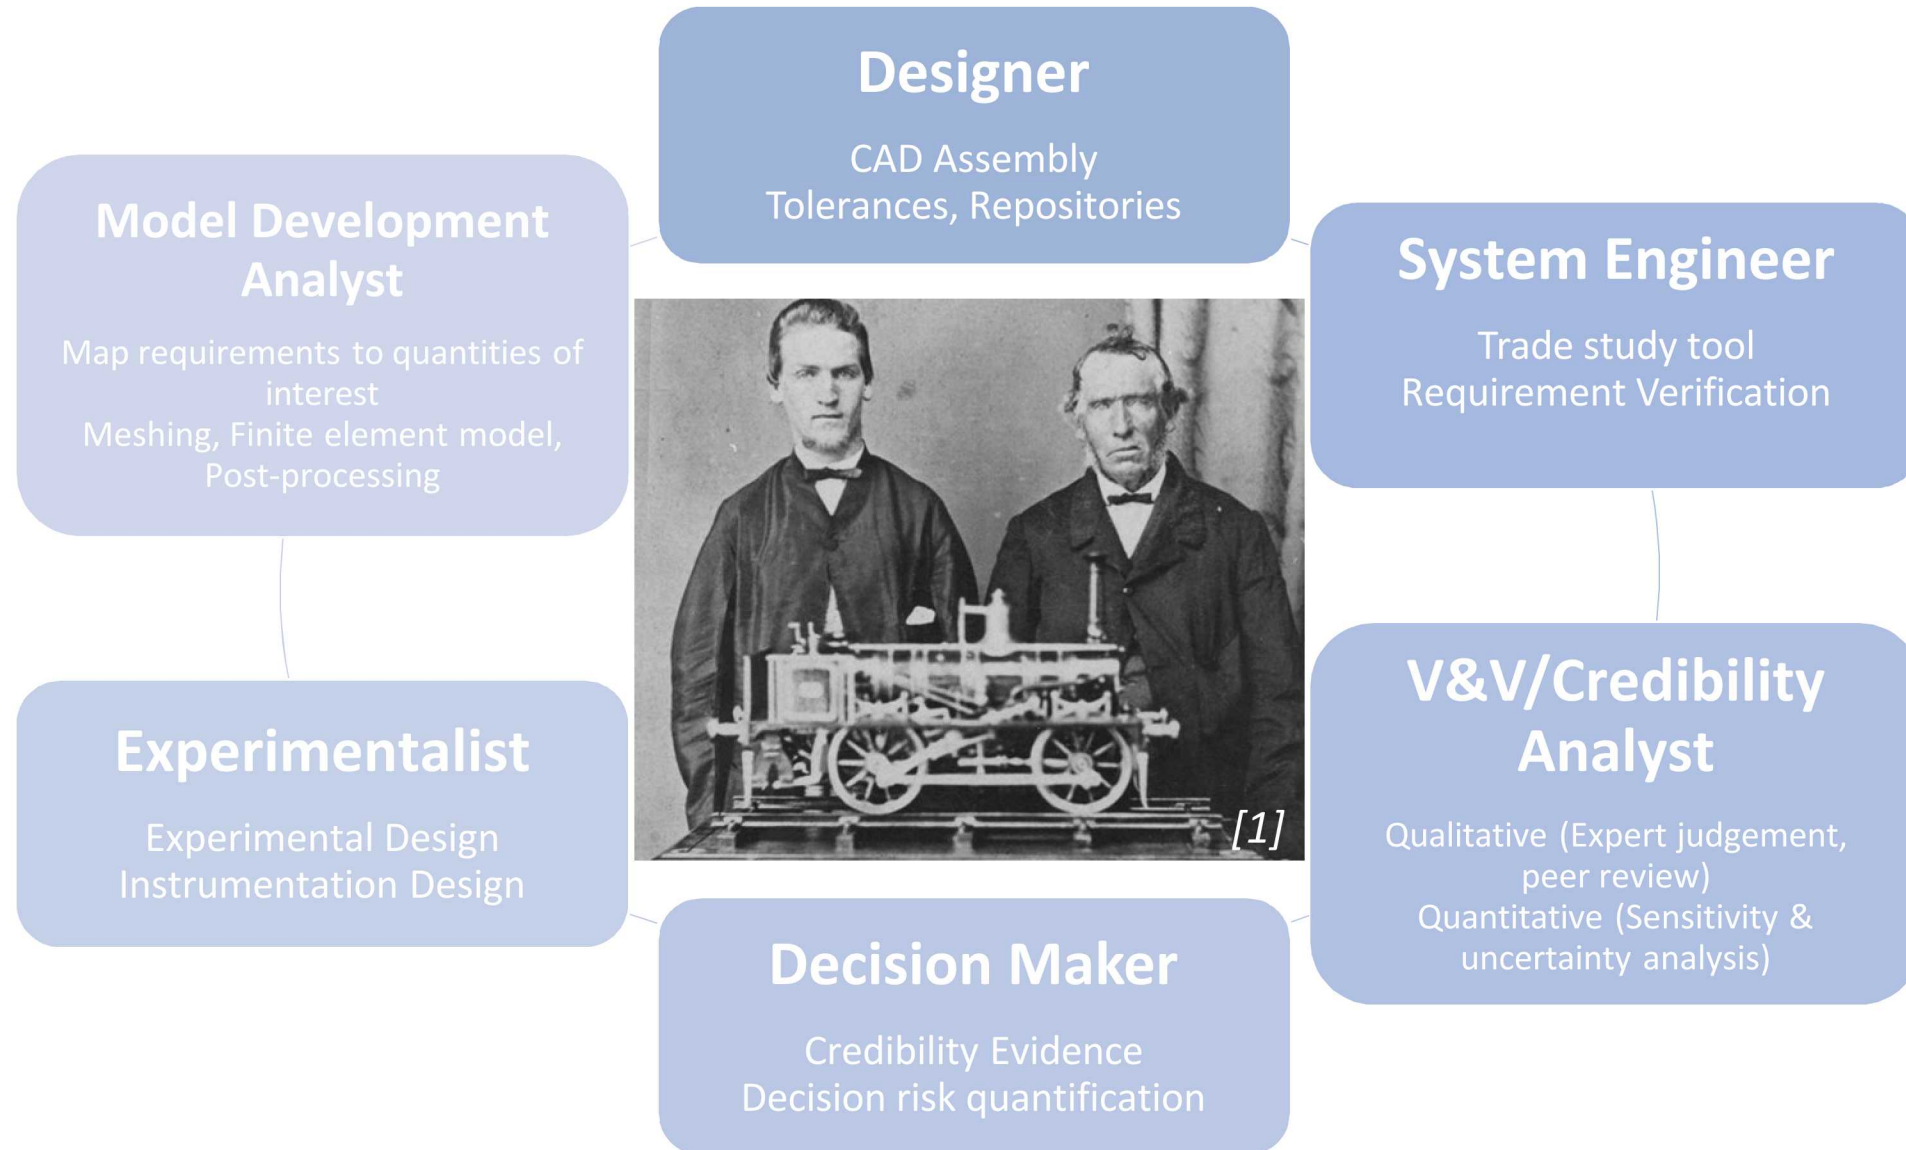 Designer
CAD Assembly
Tolerances, Repositories
System Engineer
Trade study tool
Requirement Verification
V&V/Credibility
Analyst
Qualitative (Expert judgement,
peer review)
Quantitative (Sensitivity &
uncertainty analysis)
Decision Maker
Credibility Evidence
Decision risk quantification
Experimentalist
Experimental Design
Instrumentation Design
Model Development
Analyst
Map requirements to quantities of
interest
Meshing, Finite element model,
Post-processing
[1]